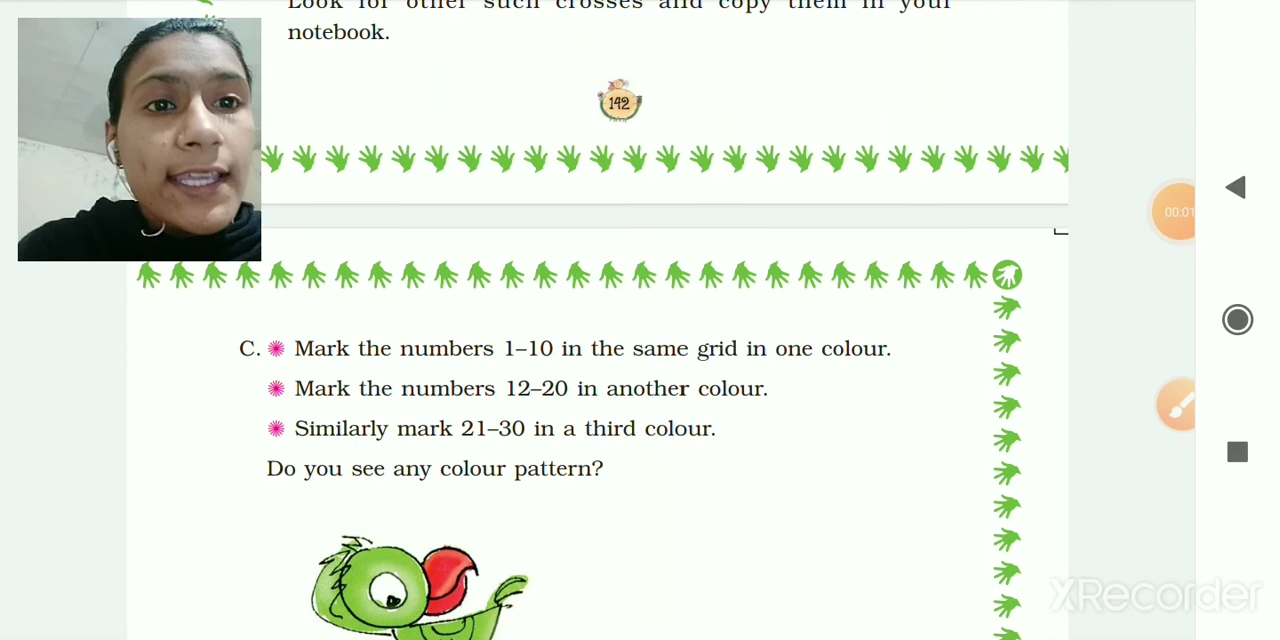 Look for other such crosses and copy them in your
notebook.
142
00:01
C. Mark the numbers 1–10 in the same grid in one colour.
Mark the numbers 12–20 in another colour.
Similarly mark 21–30 in a third colour.
Do you see any colour pattern?
XRecorder